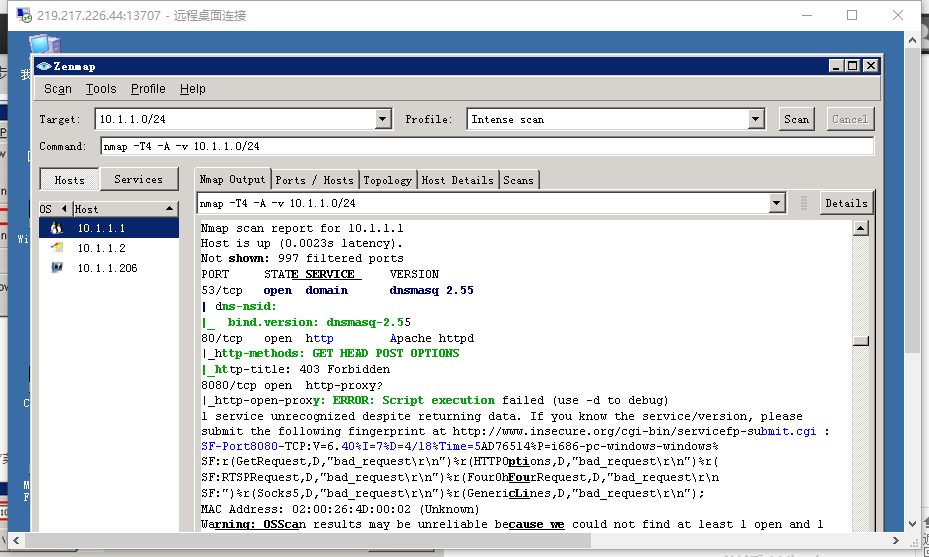 219.217.226.44:13707 - 远程桌面连接
Zenmap
Scan Tools Profile Help
Target: 10.1.1.0/24 Profile: Intense scan Scan Cancel
Command: nmap -T4 -A -v 10.1.1.0/24
Hosts Services
Nmap Output Ports / Hosts Topology Host Details Scans
OS Host
nmap -T4 -A -v 10.1.1.0/24 Details
10.1.1.1
10.1.1.2
10.1.1.206
Nmap scan report for 10.1.1.1
Host is up (0.0023s latency).
Not shown: 997 filtered ports
PORT STATE SERVICE VERSION
53/tcp open domain dnsmasq 2.55
| dns-nsid:
|_ bind.version: dnsmasq-2.55
80/tcp open http Apache httpd
|_http-methods: GET HEAD POST OPTIONS
|_http-title: 403 Forbidden
8080/tcp open http-proxy?
|_http-open-proxy: ERROR: Script execution failed (use -d to debug)
1 service unrecognized despite returning data. If you know the service/version, please
submit the following fingerprint at http://www.insecure.org/cgi-bin/servicefp-submit.cgi :
SF-Port8080-TCP:V=6.40%I=7%D=4/18%Time=5AD76514%P=i686-pc-windows-windows%
SF:r(GetRequest,D,"bad_request\r\n")%r(HTTPOptions,D,"bad_request\r\n")%r(
SF:RTSPRequest,D,"bad_request\r\n")%r(FourOhFourRequest,D,"bad_request\r\n
SF:")%r(Socks5,D,"bad_request\r\n")%r(GenericLines,D,"bad_request\r\n");
MAC Address: 02:00:26:4D:00:02 (Unknown)
Warning: OSScan results may be unreliable because we could not find at least 1 open and 1